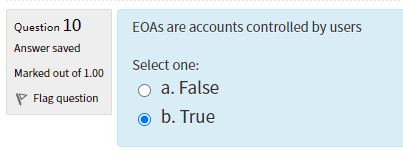 Question 10
Answer saved
Marked out of 1.00
Flag question
EOAs are accounts controlled by users
Select one:
a. False
b. True